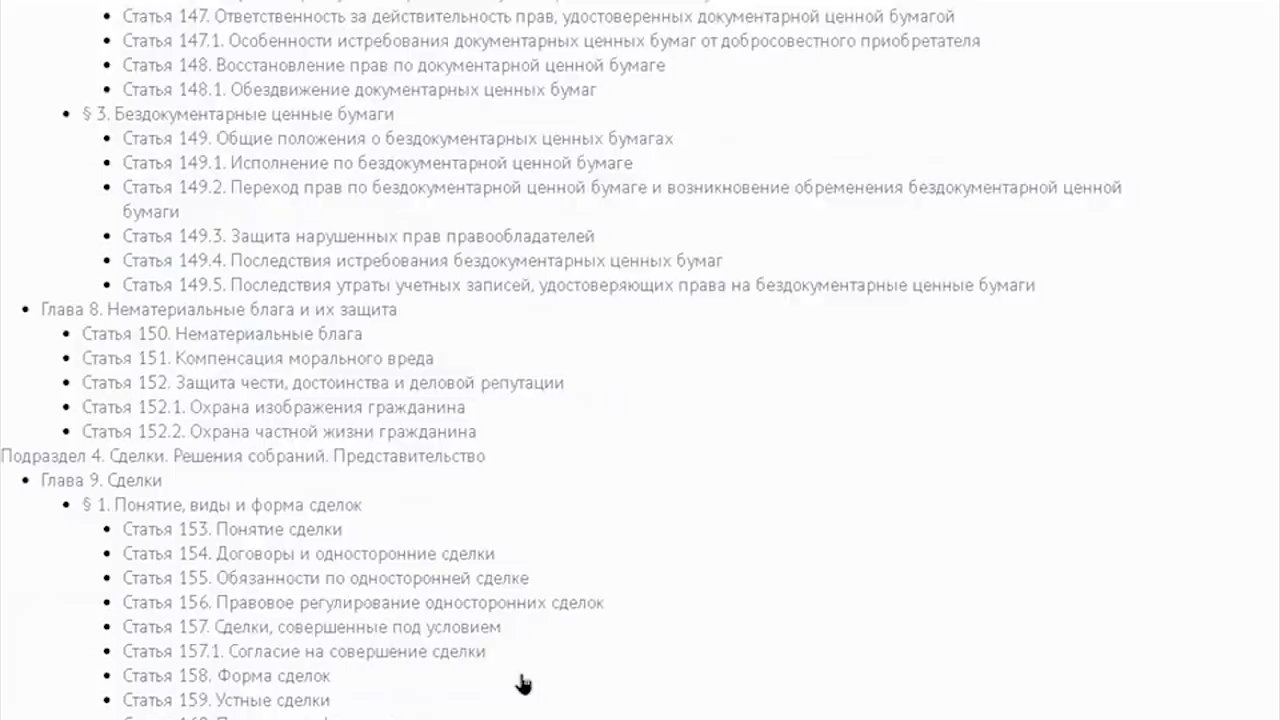 Статья 147. Ответственность за действительность прав, удостоверенных документарной ценной бумагой
Статья 147.1. Особенности истребования документарных ценных бумаг от добросовестного приобретателя
Статья 148. Восстановление прав по документарной ценной бумаге
Статья 148.1. Обездвижение документарных ценных бумаг
§ 3. Бездокументарные ценные бумаги
Статья 149. Общие положения о бездокументарных ценных бумагах
Статья 149.1. Исполнение по бездокументарной ценной бумаге
Статья 149.2. Переход прав по бездокументарной ценной бумаге и возникновение обременения бездокументарной ценной
бумаги
Статья 149.3. Защита нарушенных прав правообладателей
Статья 149.4. Последствия истребования бездокументарных ценных бумаг
Статья 149.5. Последствия утраты учетных записей, удостоверяющих права на бездокументарные ценные бумаги
Глава 8. Нематериальные блага и их защита
Статья 150. Нематериальные блага
Статья 151. Компенсация морального вреда
Статья 152. Защита чести, достоинства и деловой репутации
Статья 152.1. Охрана изображения гражданина
Статья 152.2. Охрана частной жизни гражданина
Подраздел 4. Сделки. Решения собраний. Представительство
Глава 9. Сделки
§ 1. Понятие, виды и форма сделок
Статья 153. Понятие сделки
Статья 154. Договоры и односторонние сделки
Статья 155. Обязанности по односторонней сделке
Статья 156. Правовое регулирование односторонних сделок
Статья 157. Сделки, совершенные под условием
Статья 157.1. Согласие на совершение сделки
Статья 158. Форма сделок
Статья 159. Устные сделки